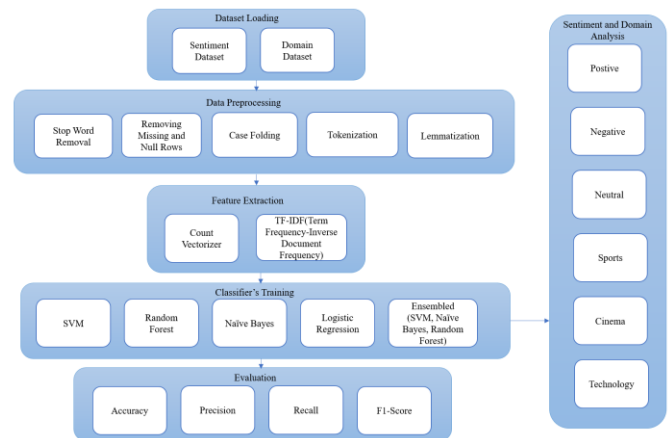 Dataset Loading
Sentiment
Dataset
Domain
Dataset
Data Preprocessing
Stop Word
Removal
Removing
Missing and
Null Rows
Case Folding
Tokenization
Lemmatization
Feature Extraction
Count
Vectorizer
TF-IDF(Term
Frequency-Inverse
Document
Frequency)
Classifier's Training
SVM
Random
Forest
Naïve Bayes
Logistic
Regression
Ensembled
(SVM, Naïve
Bayes, Random
Forest)
Evaluation
Accuracy
Precision
Recall
F1-Score
Sentiment and Domain
Analysis
Postive
Negative
Neutral
Sports
Cinema
Technology